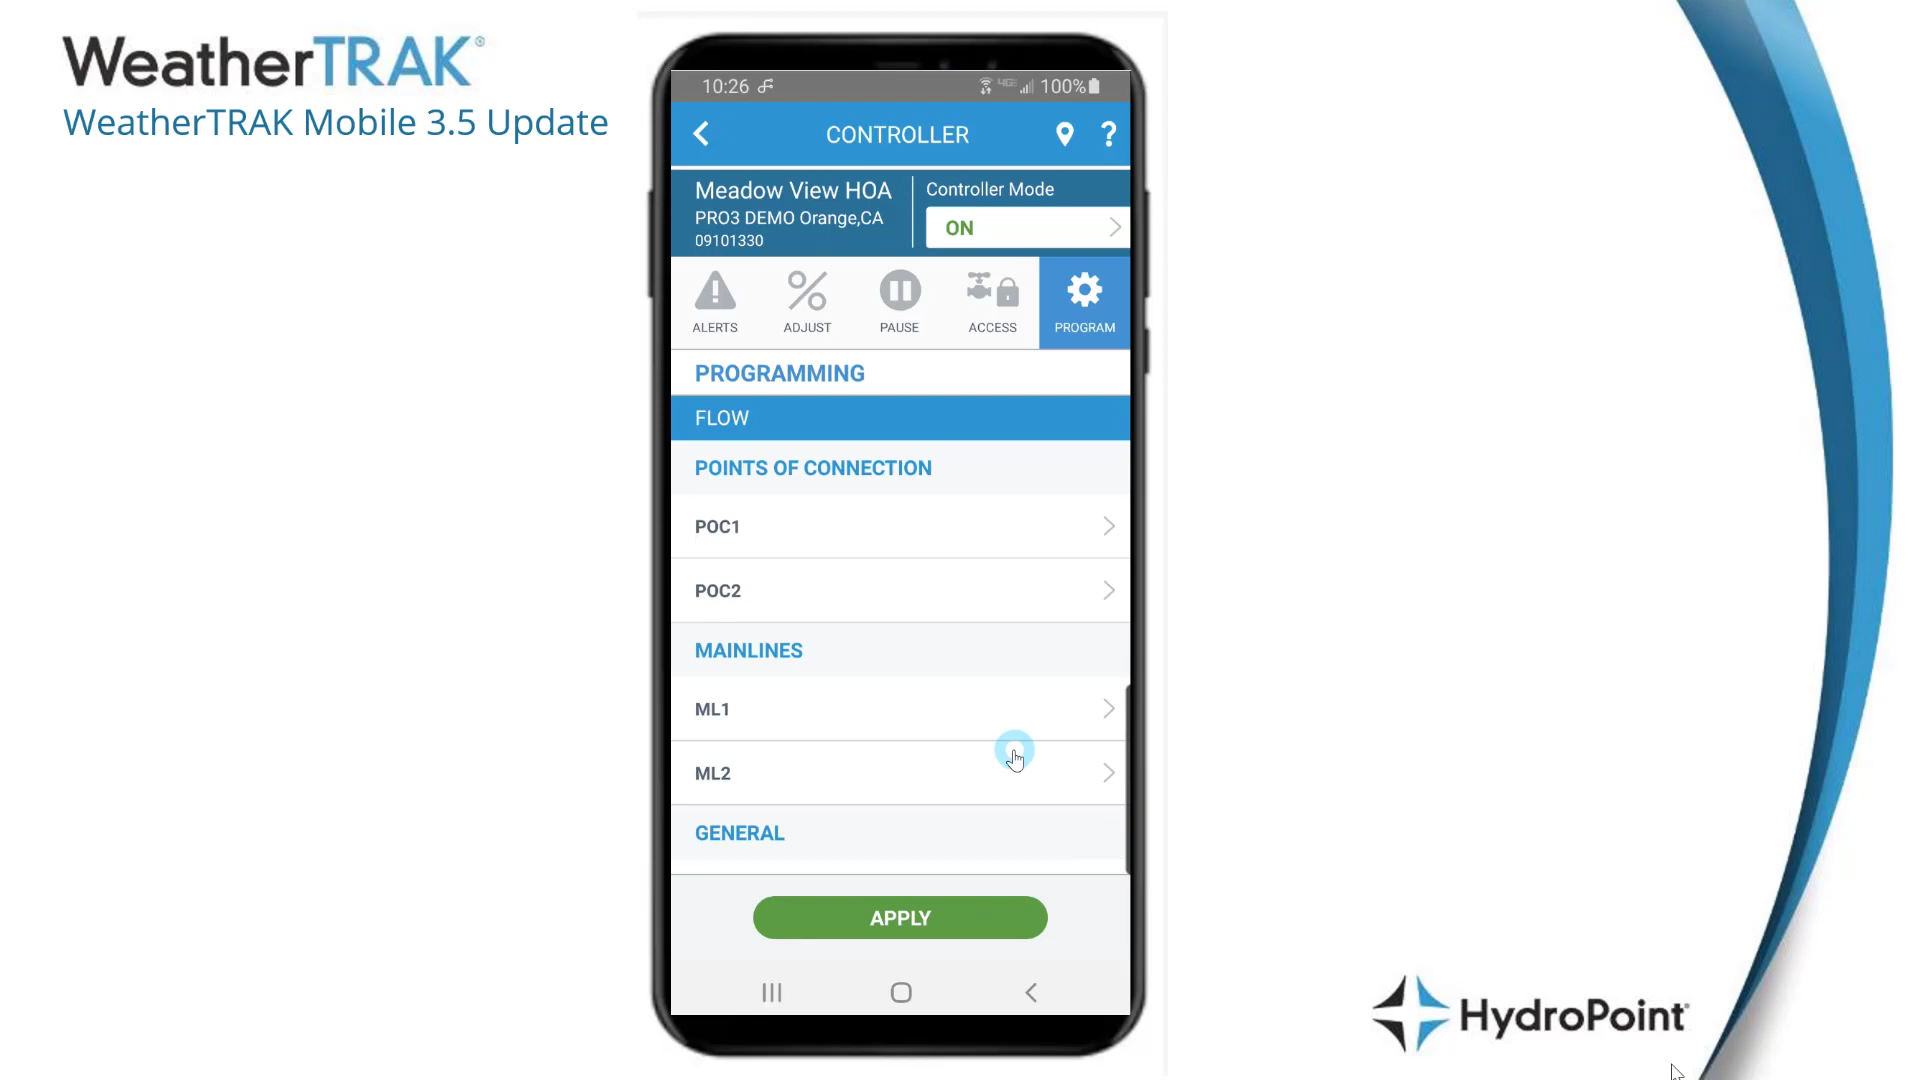 WeatherTRAK®
WeatherTRAK Mobile 3.5 Update
10:26 100%
CONTROLLER ?
Meadow View HOA
PRO3 DEMO Orange,CA
09101330
Controller Mode
ON
ALERTS ADJUST PAUSE ACCESS PROGRAM
PROGRAMMING
FLOW
POINTS OF CONNECTION
POC1
POC2
MAINLINES
ML1
ML2
GENERAL
APPLY
HydroPoint